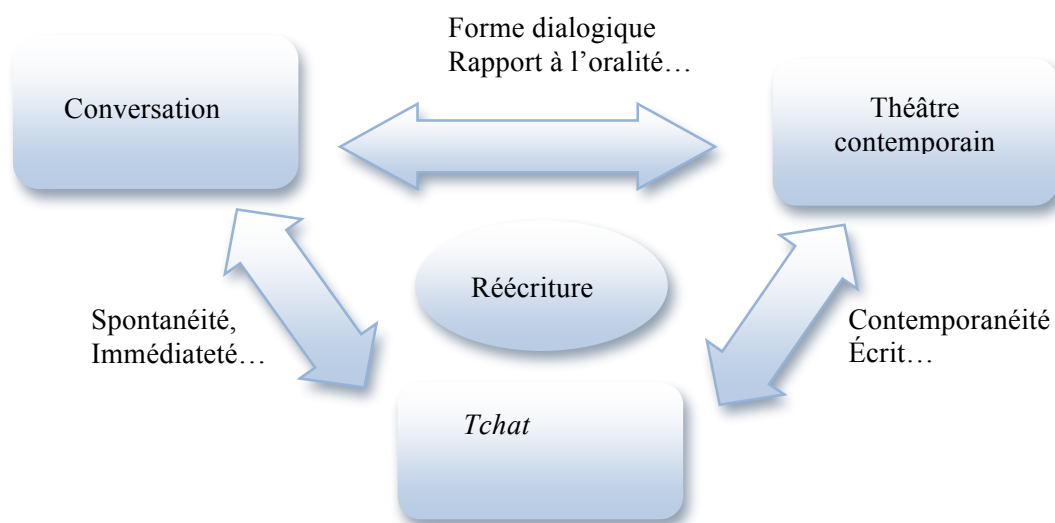 Forme dialogique
Rapport à l’oralité…
Conversation
Théâtre
contemporain
Réécriture
Spontanéité,
Immédiateté…
Contemporanéité
Écrit…
Tchat